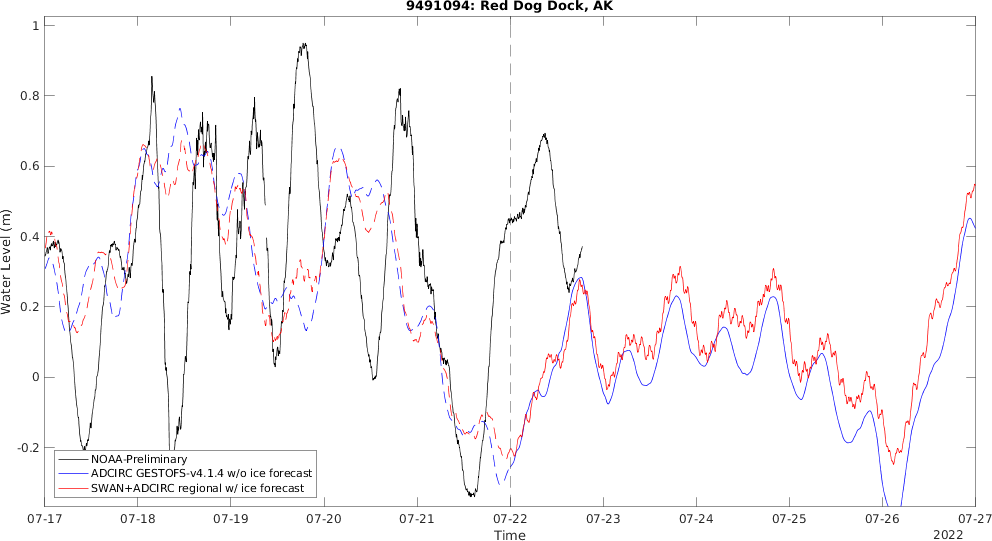 9491094: Red Dog Dock, AK
1
0.8
0.6
0.4
0.2
0
-0.2
Water Level (m)
NOAA-Preliminary
ADCIRC GESTOFS-v4.1.4 w/o ice forecast
SWAN+ADCIRC regional w/ ice forecast
07-17 07-18 07-19 07-20 07-21 07-22 07-23 07-24 07-25 07-26 07-27
Time
2022